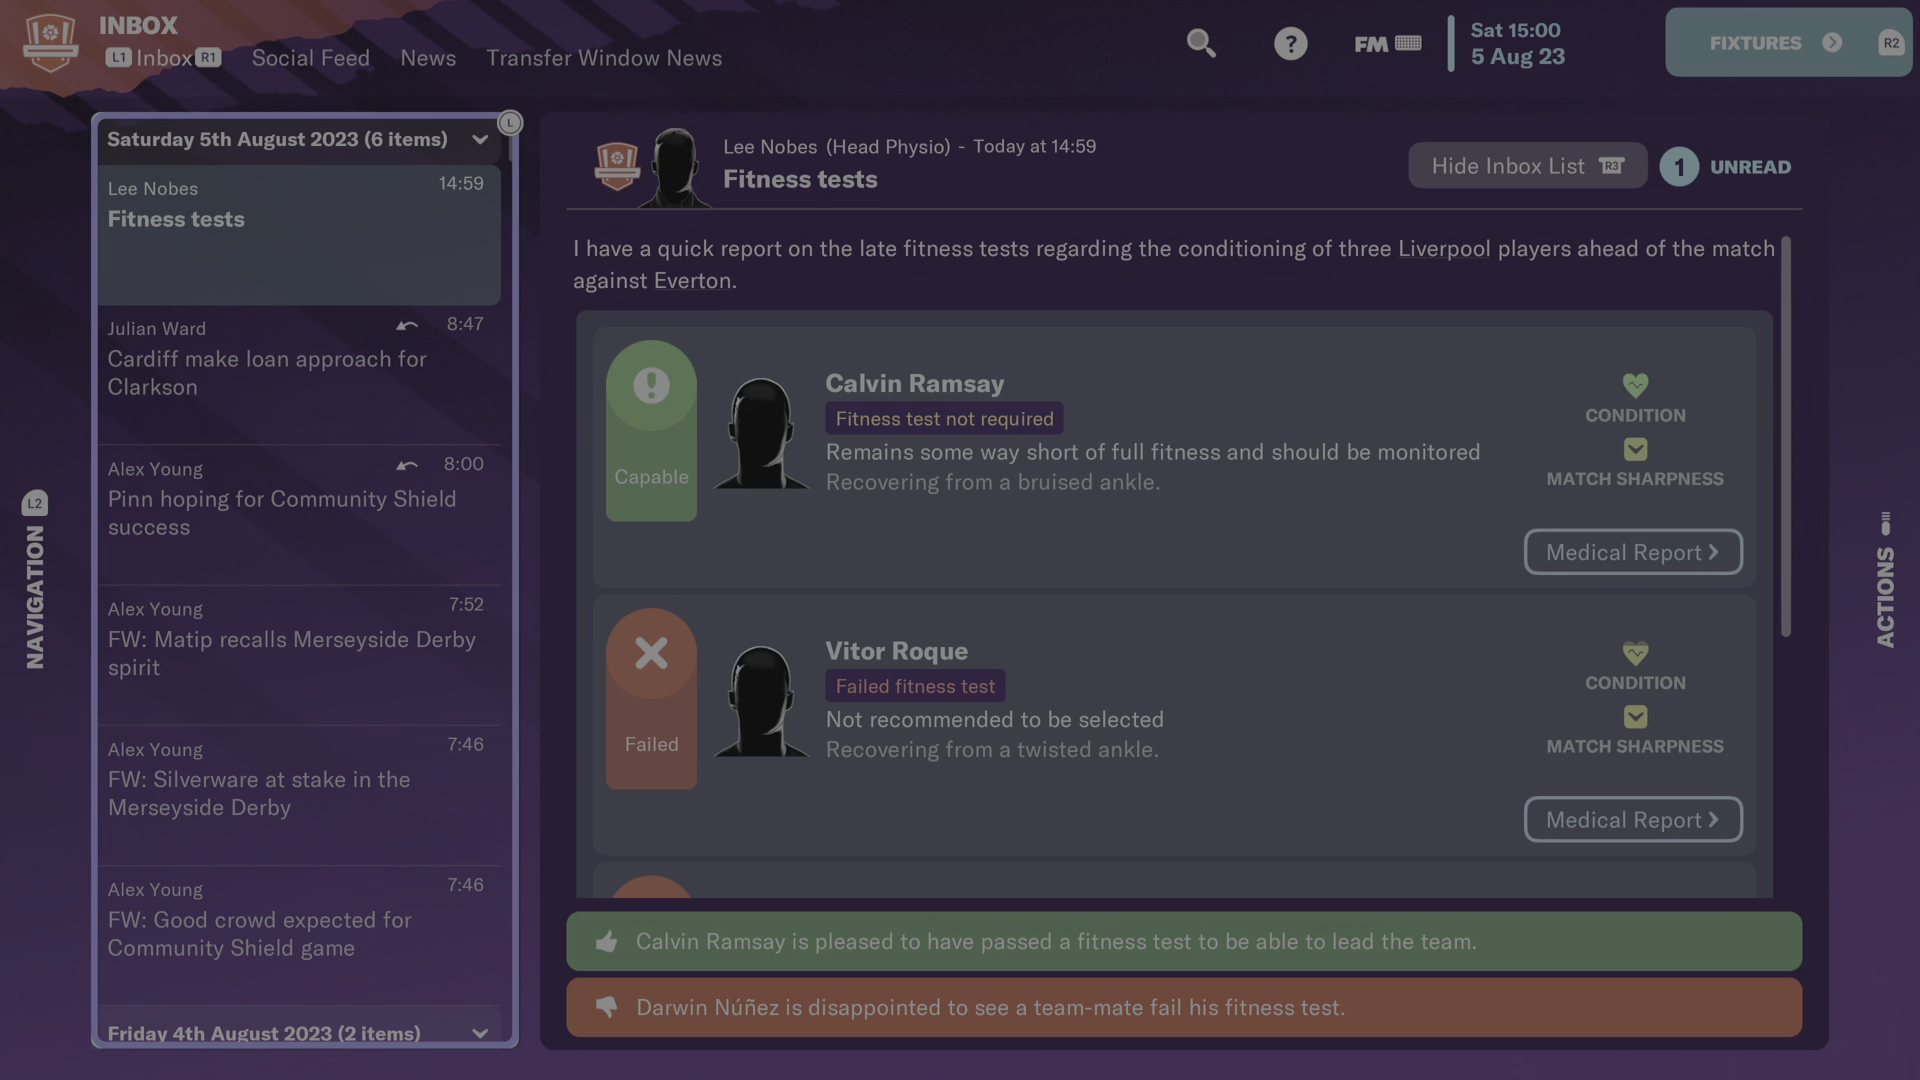 INBOX
L1 Inbox R1 Social Feed News Transfer Window News
?
FM
Sat 15:00
5 Aug 23
FIXTURES R2
L
Saturday 5th August 2023 (6 items)
Lee Nobes 14:59
Fitness tests
Julian Ward 8:47
Cardiff make loan approach for
Clarkson
Alex Young 8:00
Pinn hoping for Community Shield
success
Alex Young 7:52
FW: Matip recalls Merseyside Derby
spirit
Alex Young 7:46
FW: Silverware at stake in the
Merseyside Derby
Alex Young 7:46
FW: Good crowd expected for
Community Shield game
Friday 4th August 2023 (2 items)
L2
NAVIGATION
Lee Nobes (Head Physio) - Today at 14:59
Fitness tests
Hide Inbox List R3
1 UNREAD
I have a quick report on the late fitness tests regarding the conditioning of three Liverpool players ahead of the match
against Everton.
Capable
Calvin Ramsay
Fitness test not required
Remains some way short of full fitness and should be monitored
Recovering from a bruised ankle.
CONDITION
MATCH SHARPNESS
Medical Report
Failed
Vitor Roque
Failed fitness test
Not recommended to be selected
Recovering from a twisted ankle.
CONDITION
MATCH SHARPNESS
Medical Report
Calvin Ramsay is pleased to have passed a fitness test to be able to lead the team.
Darwin Núñez is disappointed to see a team-mate fail his fitness test.
ACTIONS